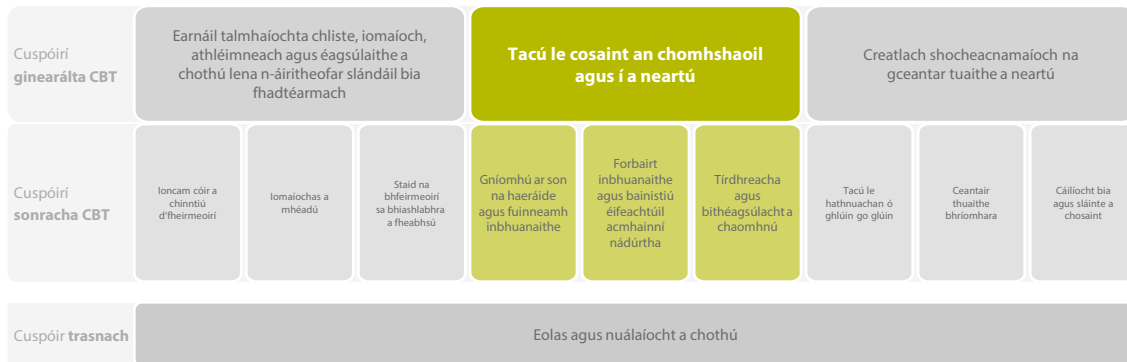 Cuspóirí
ginearálta CBT
Earnáil talmhaíochta chliste, iomaíoch,
athléimneach agus éagsúlaithe a
chothú lena n-áiritheofar slándáil bia
fhadtéarmach
Tacú le cosaint an chomhshaoil
agus í a neartú
Creatlach shocheacnamaíoch na
gceantar tuaithe a neartú
Cuspóirí
sonracha CBT
Ioncam cóir a
chinntiú
d'fheirmeoirí
Iomaíochas a
mhéadú
Staid na
bhfeirmeoirí
sa bhiashlabhra
a fheabhsú
Gníomhú ar son
na haeráide
agus fuinneamh
inbhuanaithe
Forbairt
inbhuanaithe
agus bainistiú
éifeachtúil
acmhainní
nádúrtha
Tírdhreacha
agus
bithéagsúlacht a
chaomhnú
Tacú le
hathnuachan ó
ghlúin go glúin
Ceantair
thuaithe
bhríomhara
Cáilíocht bia
agus sláinte a
chosaint
Cuspóir trasnach
Eolas agus nuálaíocht a chothú